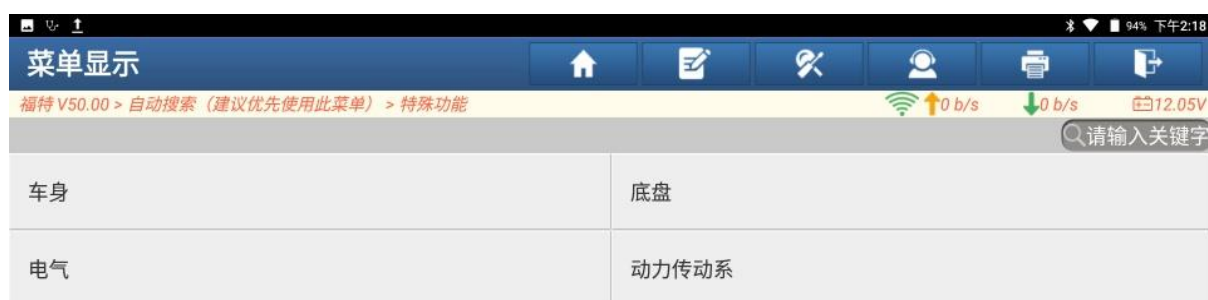 94% 下午2:18
菜单显示
福特 V50.00 > 自动搜索（建议优先使用此菜单） > 特殊功能 0 b/s 0 b/s 12.05V
请输入关键字
车身 底盘
电气 动力传动系